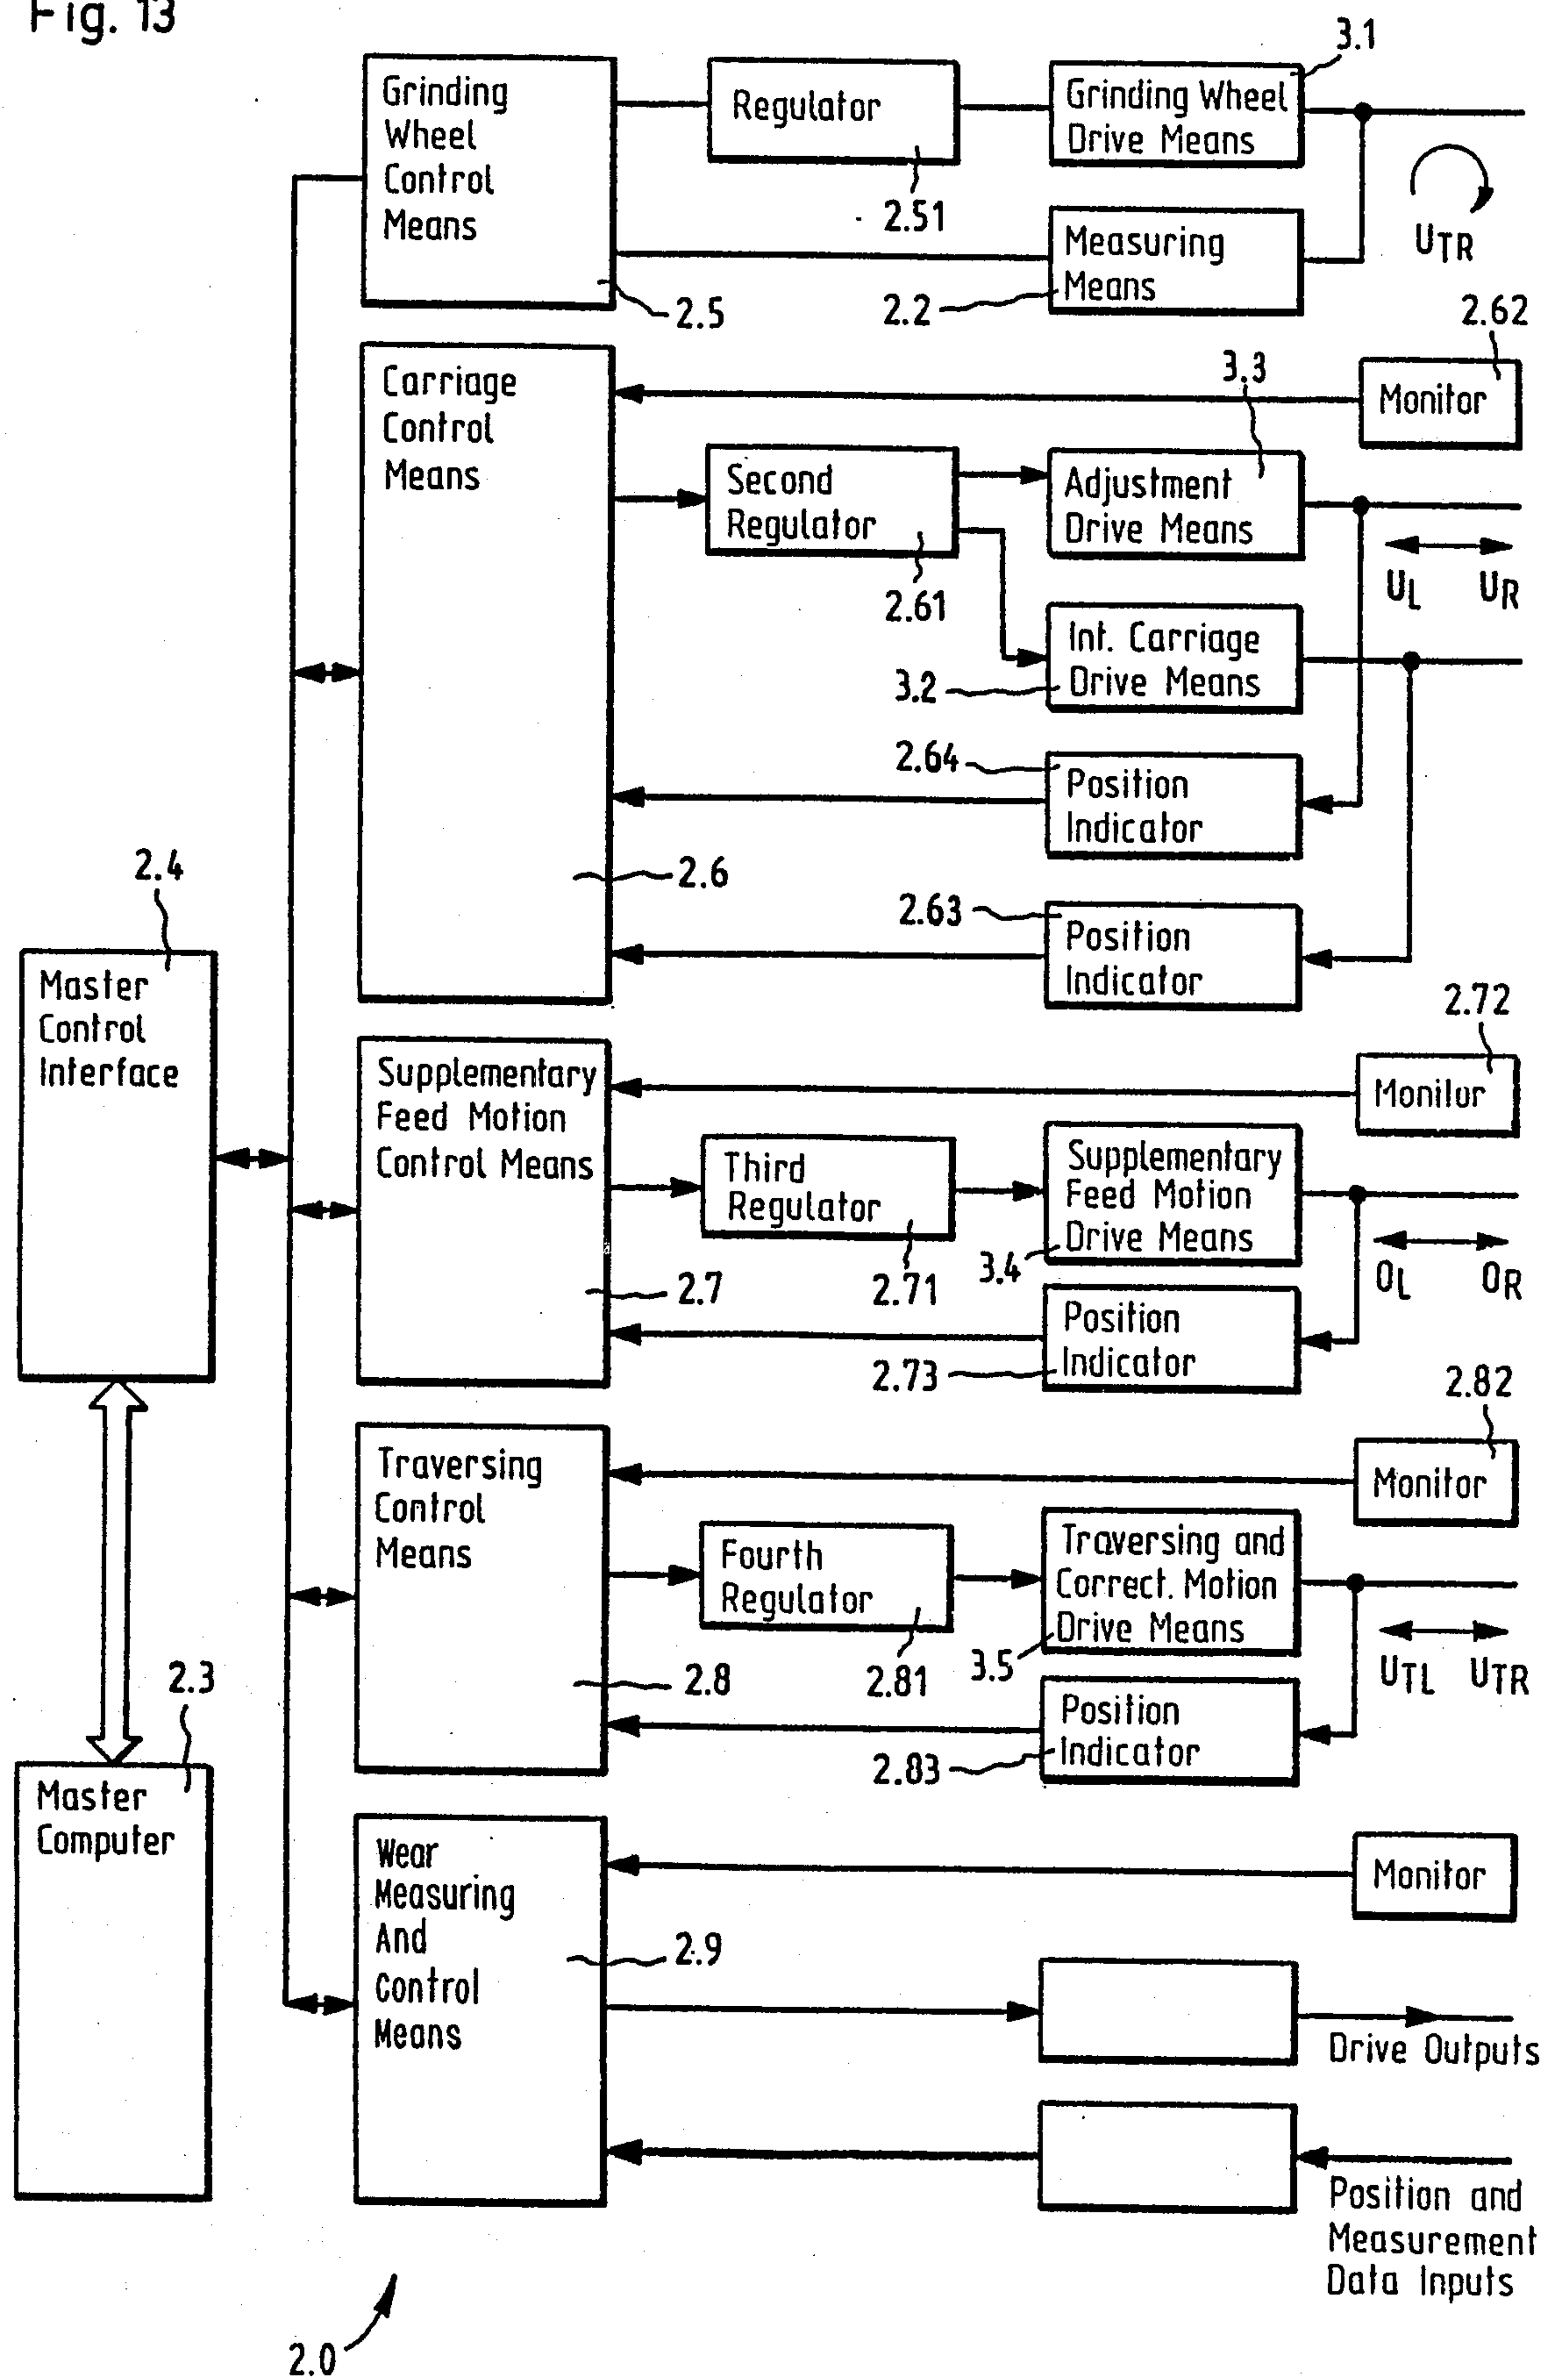 Fig. 13
3.1
Grinding
Wheel
Control
Means
Regulator
Grinding Wheel
Drive Means
2.51
UTR
Measuring
Means
2.5
2.2
2.62
3.3
Carriage
Control
Means
Monitor
Second
Regulator
Adjustment
Drive Means
2.61
UL UR
Int. Carriage
Drive Means
3.2
2.64
Position
Indicator
2.6
2.4
2.63
Position
Indicator
Master
Control
Interface
2.72
Supplementary
Feed Motion
Control Means
Monitor
Third
Regulator
Supplementary
Feed Motion
Drive Means
2.7
2.71
3.4
OL OR
Position
Indicator
2.73
2.82
Traversing
Control
Means
Monitor
Fourth
Regulator
Traversing and
Correct. Motion
Drive Means
2.3
2.8
2.81
3.5
UTL UTR
Position
Indicator
2.83
Master
Computer
Wear
Measuring
And
Control
Means
Monitor
2.9
Drive Outputs
Position and
Measurement
Data Inputs
2.0